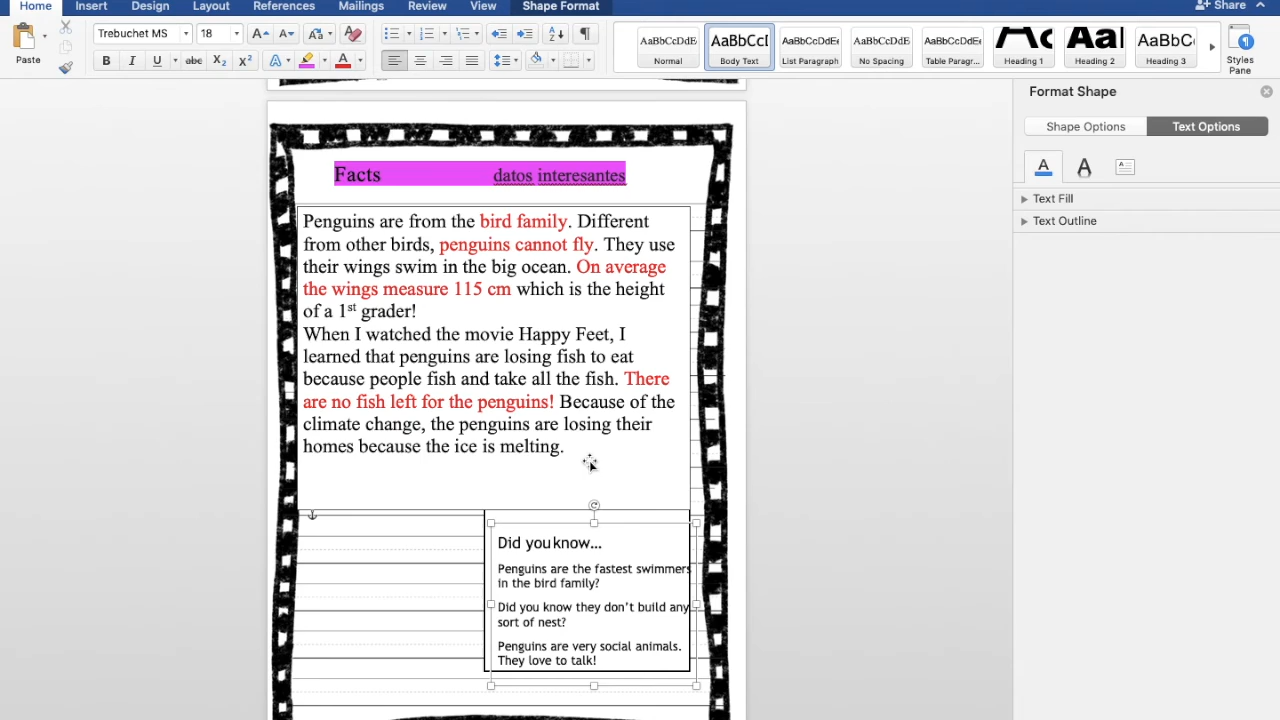 Home Insert Design Layout References Mailings Review View Shape Format Share
Paste
Trebuchet MS 18
B I U abc X2 X2 A A
AaBbCcDdE AaBbCcI AaBbCcDdEe AaBbCcDdEe AaBbCcDdE AaBbCc
Normal Body Text List Paragraph No Spacing Table Paragr... Heading 1 Heading 2 Heading 3
Styles
Pane
Format Shape
Shape Options Text Options
Text Fill
Text Outline
Facts datos interesantes
Penguins are from the bird family. Different
from other birds, penguins cannot fly. They use
their wings swim in the big ocean. On average
the wings measure 115 cm which is the height
of a 1st grader!
When I watched the movie Happy Feet, I
learned that penguins are losing fish to eat
because people fish and take all the fish. There
are no fish left for the penguins! Because of the
climate change, the penguins are losing their
homes because the ice is melting.
Did you know...
Penguins are the fastest swimmers
in the bird family?
Did you know they don't build any
sort of nest?
Penguins are very social animals.
They love to talk!